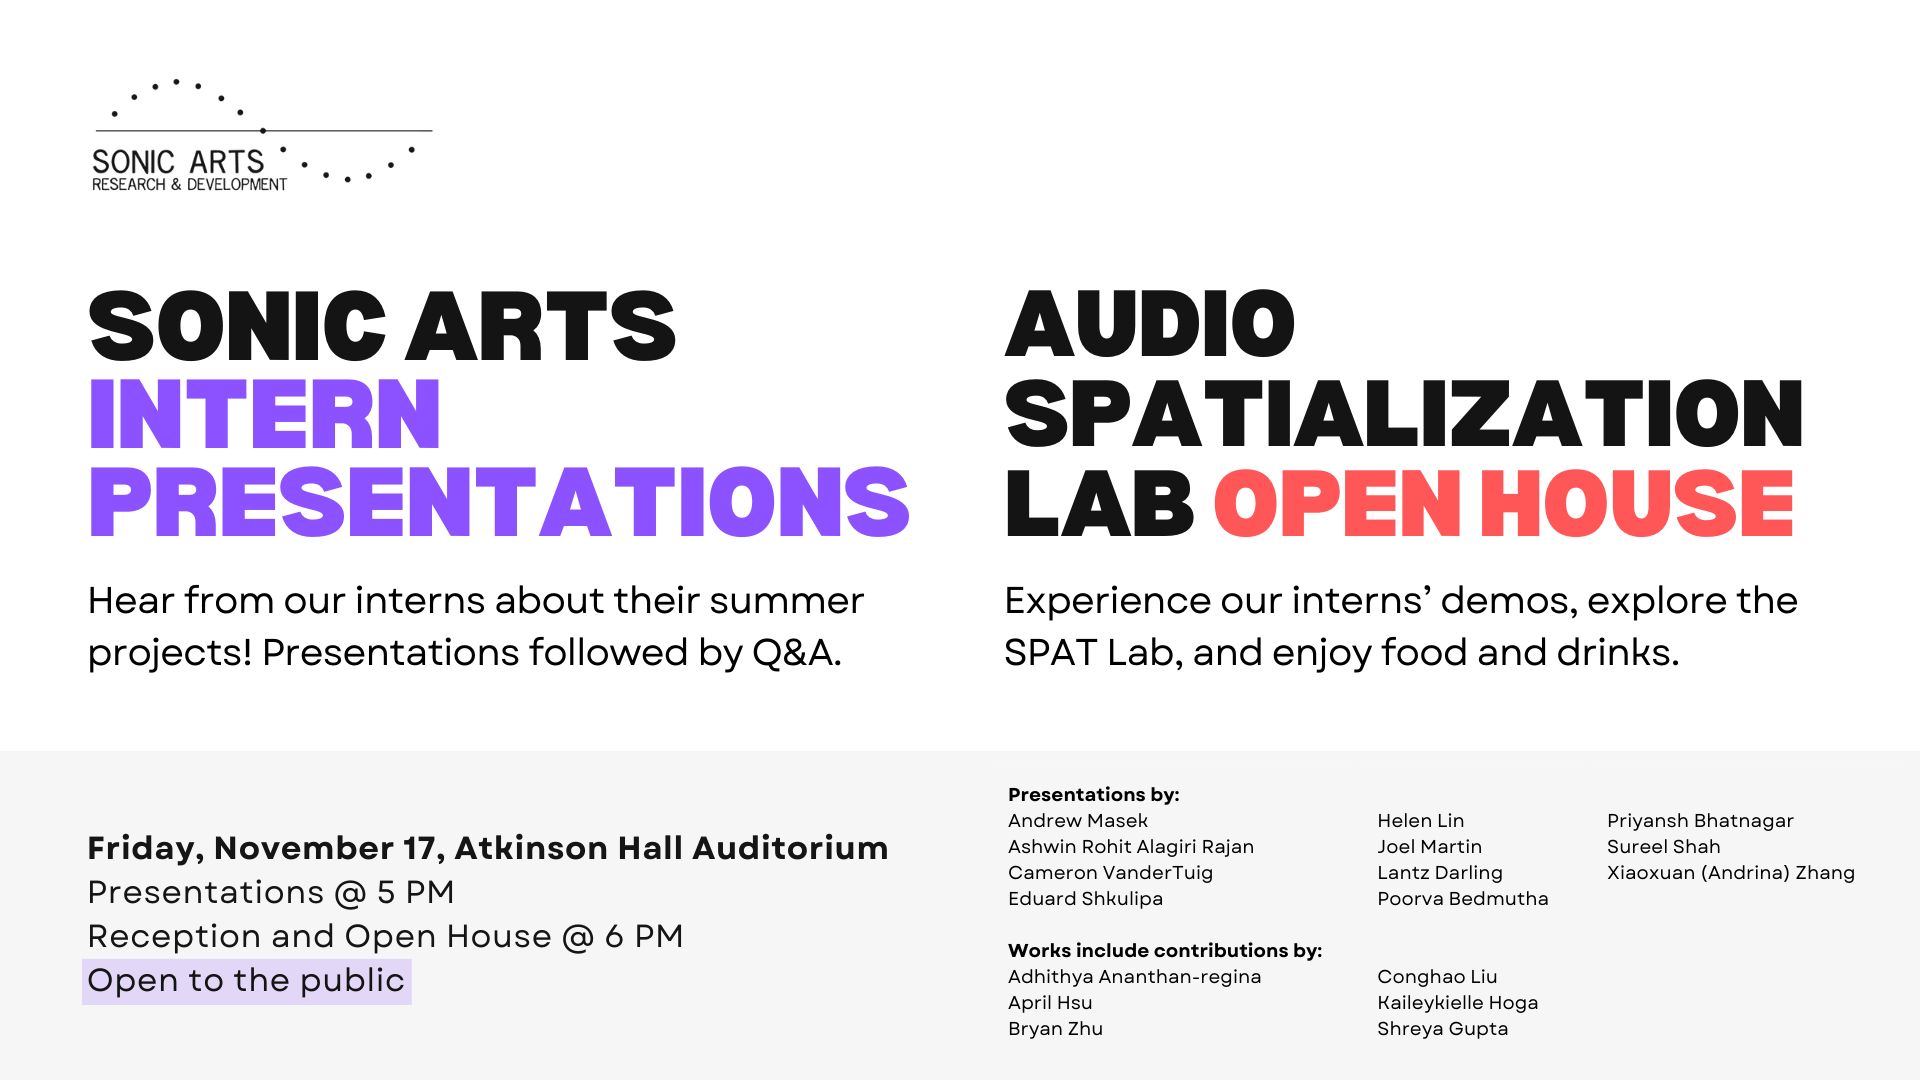 SONIC ARTS
RESEARCH & DEVELOPMENT
SONIC ARTS
INTERN
PRESENTATIONS
Hear from our interns about their summer
projects! Presentations followed by Q&A.
AUDIO
SPATIALIZATION
LAB OPEN HOUSE
Experience our interns’ demos, explore the
SPAT Lab, and enjoy food and drinks.
Friday, November 17, Atkinson Hall Auditorium
Presentations @ 5 PM
Reception and Open House @ 6 PM
Open to the public
Presentations by:
Andrew Masek
Ashwin Rohit Alagiri Rajan
Cameron VanderTuig
Eduard Shkulipa
Helen Lin
Joel Martin
Lantz Darling
Poorva Bedmutha
Priyansh Bhatnagar
Sureel Shah
Xiaoxuan (Andrina) Zhang
Works include contributions by:
Adhithya Ananthan-regina
April Hsu
Bryan Zhu
Conghao Liu
Kaileykielle Hoga
Shreya Gupta